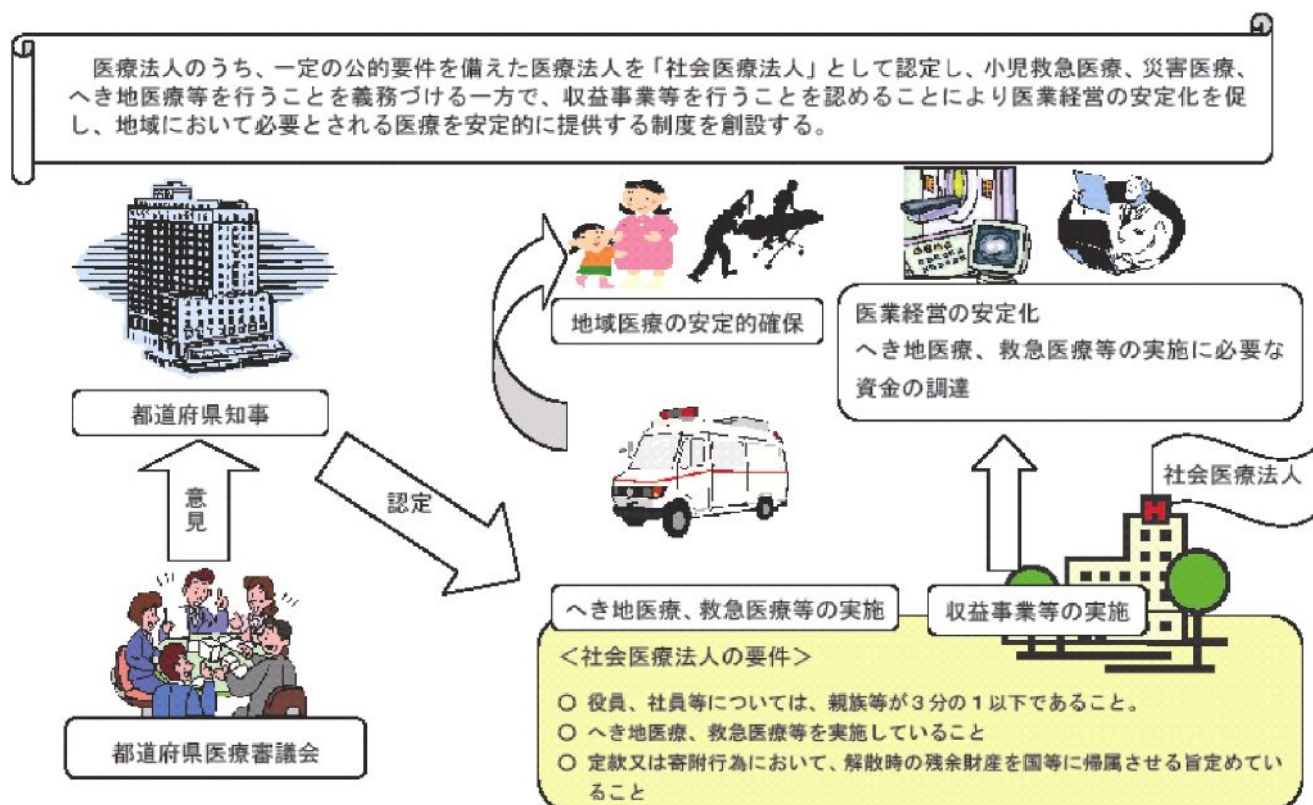 医療法人のうち、一定の公的要件を備えた医療法人を「社会医療法人」として認定し、小児救急医療、災害医療、
へき地医療等を行うことを義務づける一方で、収益事業等を行うことを認めることにより医業経営の安定化を促
し、地域において必要とされる医療を安定的に提供する制度を創設する。
地域医療の安定的確保
医業経営の安定化
へき地医療、救急医療等の実施に必要な
資金の調達
都道府県知事
意見
認定
社会医療法人
H
へき地医療、救急医療等の実施
収益事業等の実施
＜社会医療法人の要件＞
○ 役員、社員等については、親族等が３分の１以下であること。
○ へき地医療、救急医療等を実施していること
○ 定款又は寄附行為において、解散時の残余財産を国等に帰属させる旨定めてい
ること
都道府県医療審議会